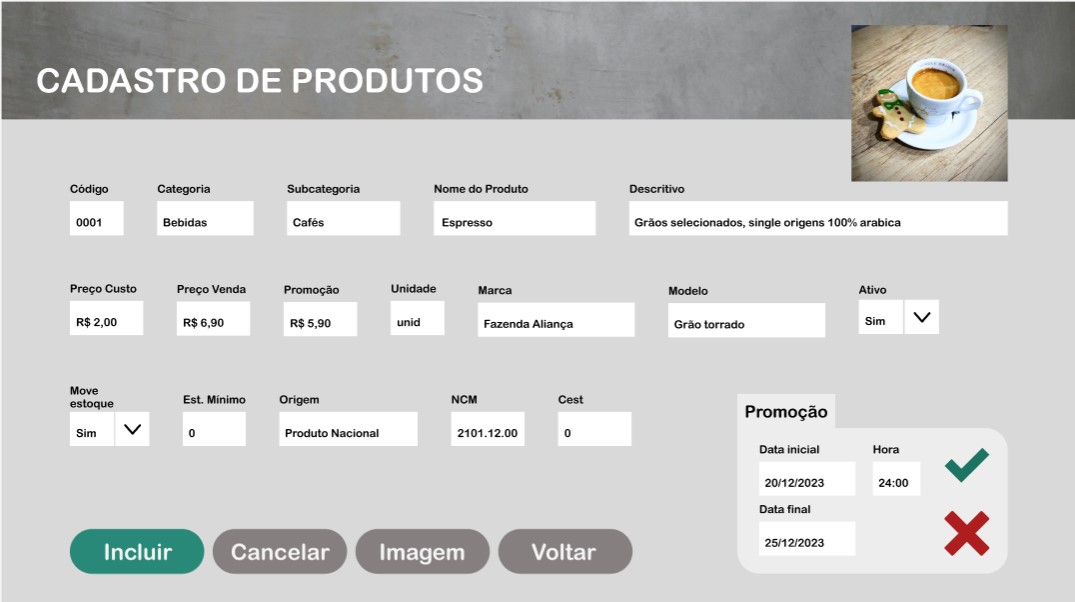 CADASTRO DE PRODUTOS
Código Categoria Subcategoria Nome do Produto Descritivo
0001 Bebidas Cafés Espresso Grãos selecionados, single origens 100% arabica
Preço Custo Preço Venda Promoção Unidade Marca Modelo Ativo
R$ 2,00 R$ 6,90 R$ 5,90 unid Fazenda Aliança Grão torrado Sim
Move
estoque Est. Mínimo Origem NCM Cest
Sim 0 Produto Nacional 2101.12.00 0
Promoção
Data inicial Hora
20/12/2023 24:00
Data final
25/12/2023
Incluir Cancelar Imagem Voltar